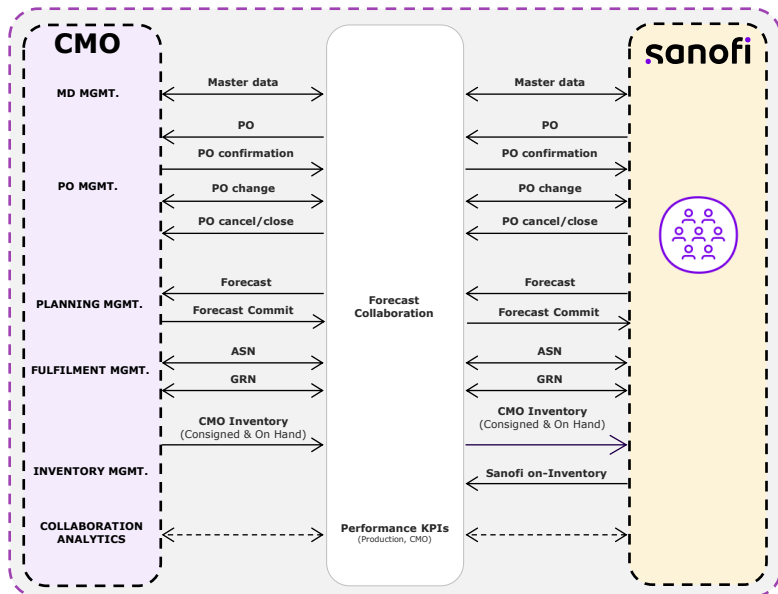 CMO
sanofi
MD MGMT.
Master data
Master data
PO
PO
PO confirmation
PO confirmation
PO MGMT.
PO change
PO change
PO cancel/close
PO cancel/close
Forecast
Forecast
PLANNING MGMT.
Forecast Commit
Forecast
Collaboration
Forecast Commit
FULFILMENT MGMT.
ASN
ASN
GRN
GRN
CMO Inventory
(Consigned & On Hand)
CMO Inventory
(Consigned & On Hand)
INVENTORY MGMT.
Sanofi on-Inventory
COLLABORATION
ANALYTICS
Performance KPIs
(Production, CMO)